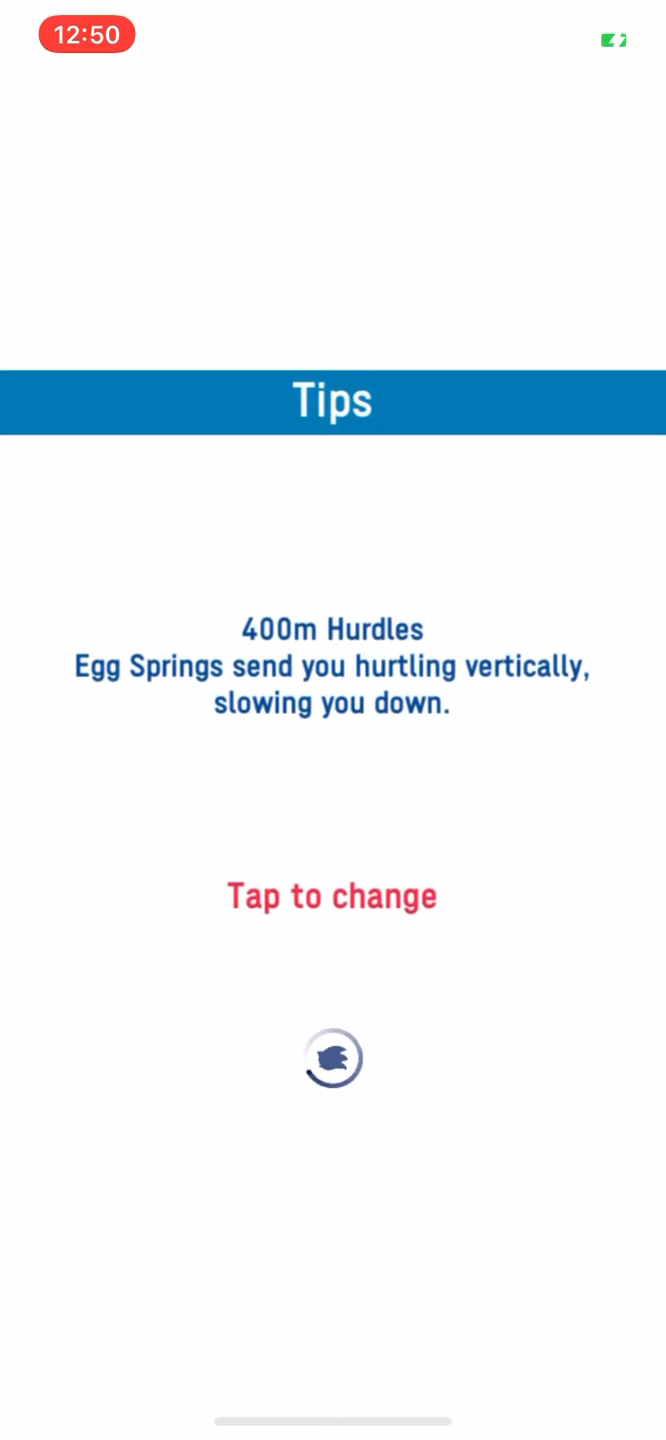 12:50
Tips
400m Hurdles
Egg Springs send you hurtling vertically,
slowing you down.
Tap to change